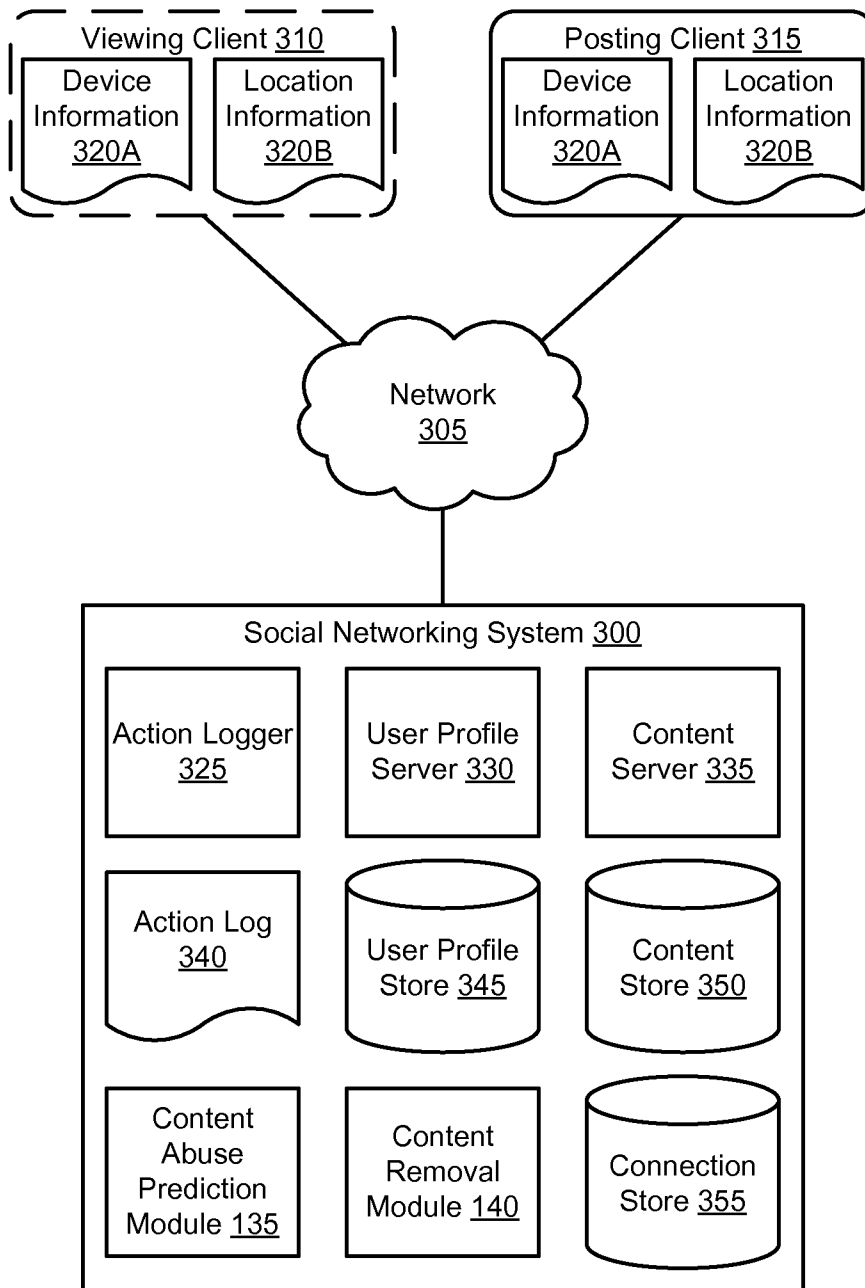 Viewing Client 310
Device
Information
320A
Location
Information
320B
Posting Client 315
Device
Information
320A
Location
Information
320B
Network
305
Social Networking System 300
Action Logger
325
User Profile
Server 330
Content
Server 335
Action Log
340
User Profile
Store 345
Content
Store 350
Content
Abuse
Prediction
Module 135
Content
Removal
Module 140
Connection
Store 355